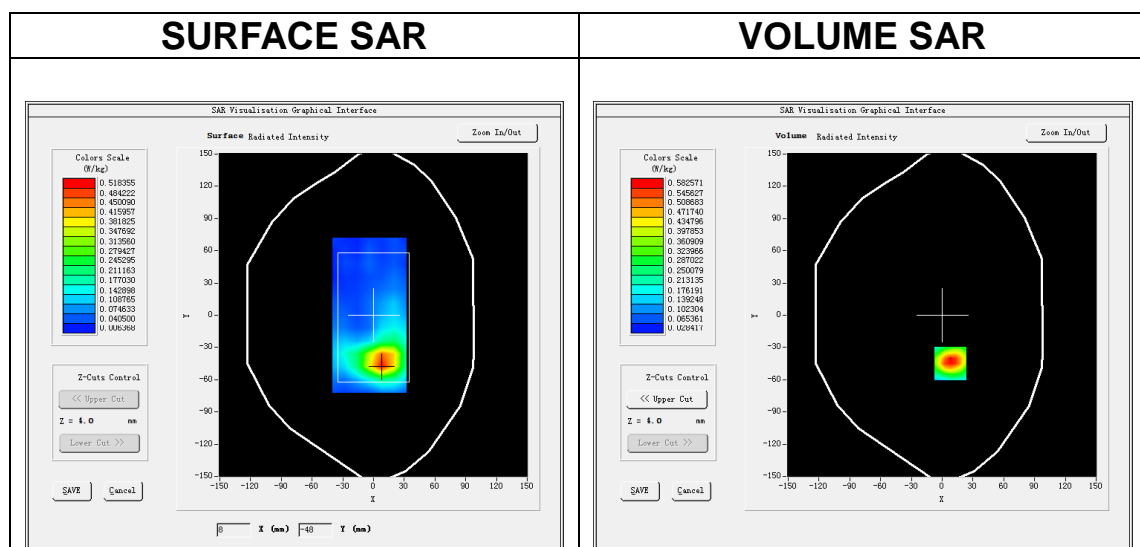 SURFACE SAR
VOLUME SAR
SAR Visualisation Graphical Interface
Surface Radiated Intensity
Zoom In/Out
Colors Scale
(W/kg)
0.518355
0.484222
0.450090
0.415957
0.381825
0.347692
0.313560
0.279427
0.245295
0.211163
0.177030
0.142898
0.108765
0.074633
0.040500
0.006368
150
120
90
60
30
0
-30
-60
-90
-120
-150
Y
-150 -120 -90 -60 -30 0 30 60 90 120 150
X
Z-Cuts Control
<< Upper Cut
Z = 4.0 mm
Lower Cut >>
SAVE Cancel
8 X (mm) -48 Y (mm)
SAR Visualisation Graphical Interface
Volume Radiated Intensity
Zoom In/Out
Colors Scale
(W/kg)
0.582571
0.545627
0.508683
0.471740
0.434796
0.397853
0.360909
0.323966
0.287022
0.250079
0.213135
0.176191
0.139248
0.102304
0.065361
0.028417
150
120
90
60
30
0
-30
-60
-90
-120
-150
Y
-150 -120 -90 -60 -30 0 30 60 90 120 150
X
Z-Cuts Control
<< Upper Cut
Z = 4.0 mm
Lower Cut >>
SAVE Cancel